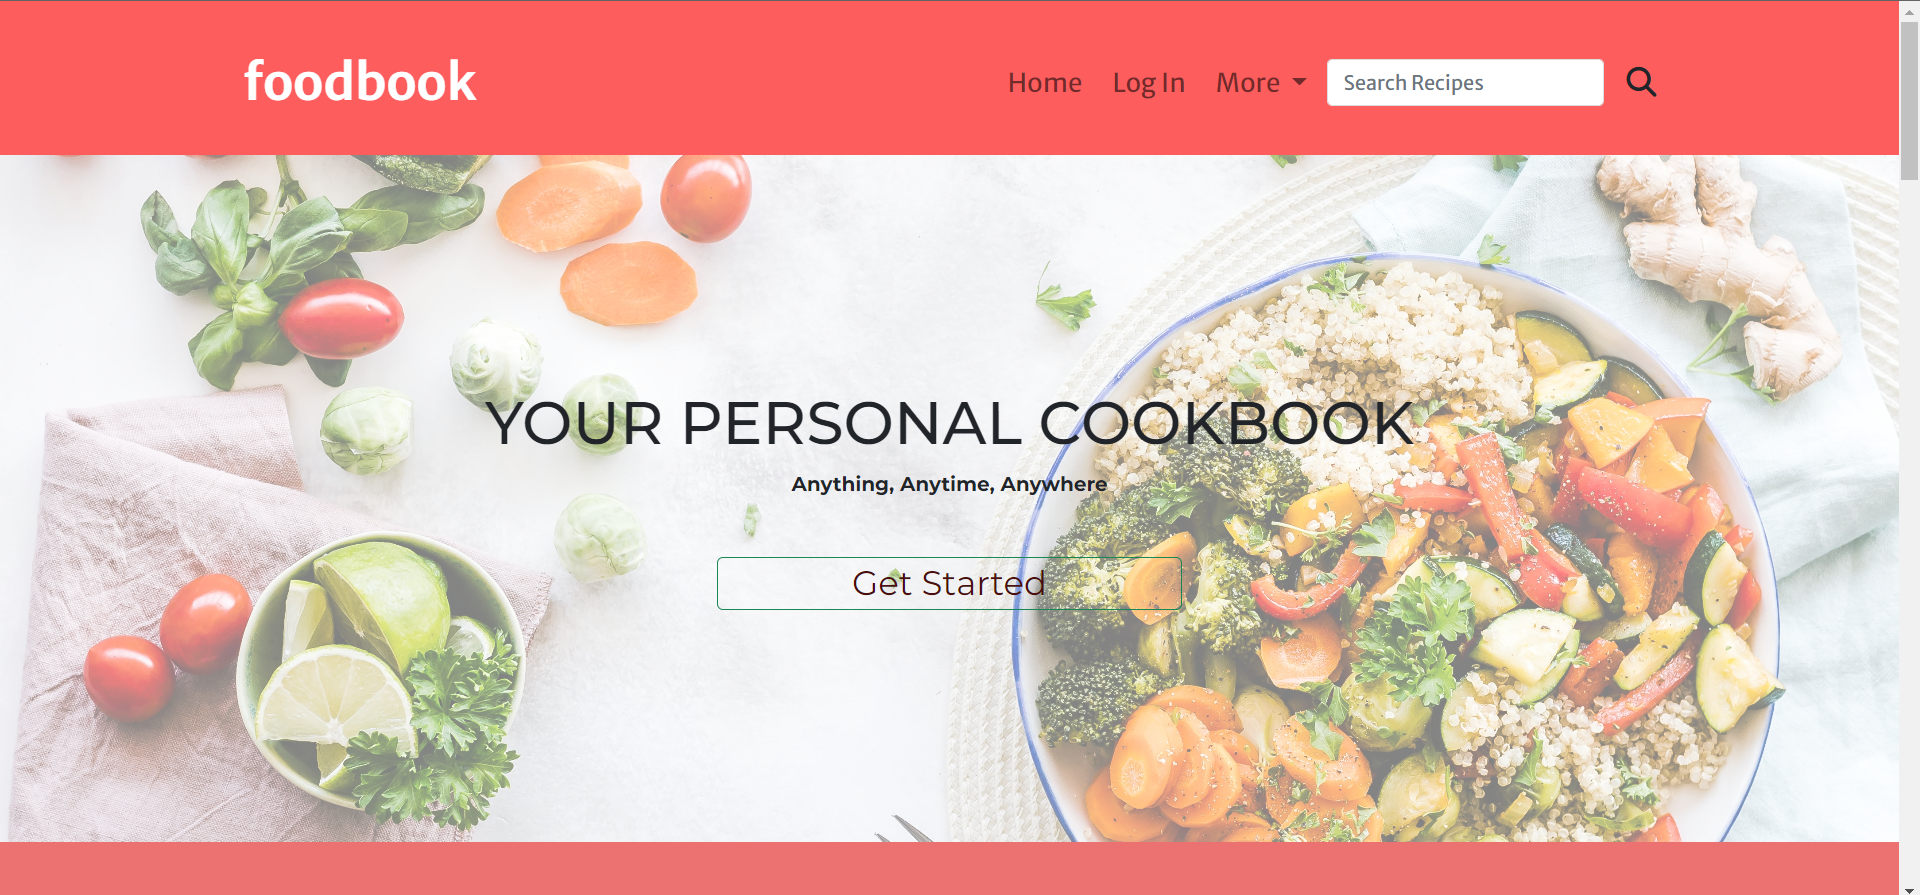 foodbook
Home Log In More Search Recipes
YOUR PERSONAL COOKBOOK
Anything, Anytime, Anywhere
Get Started